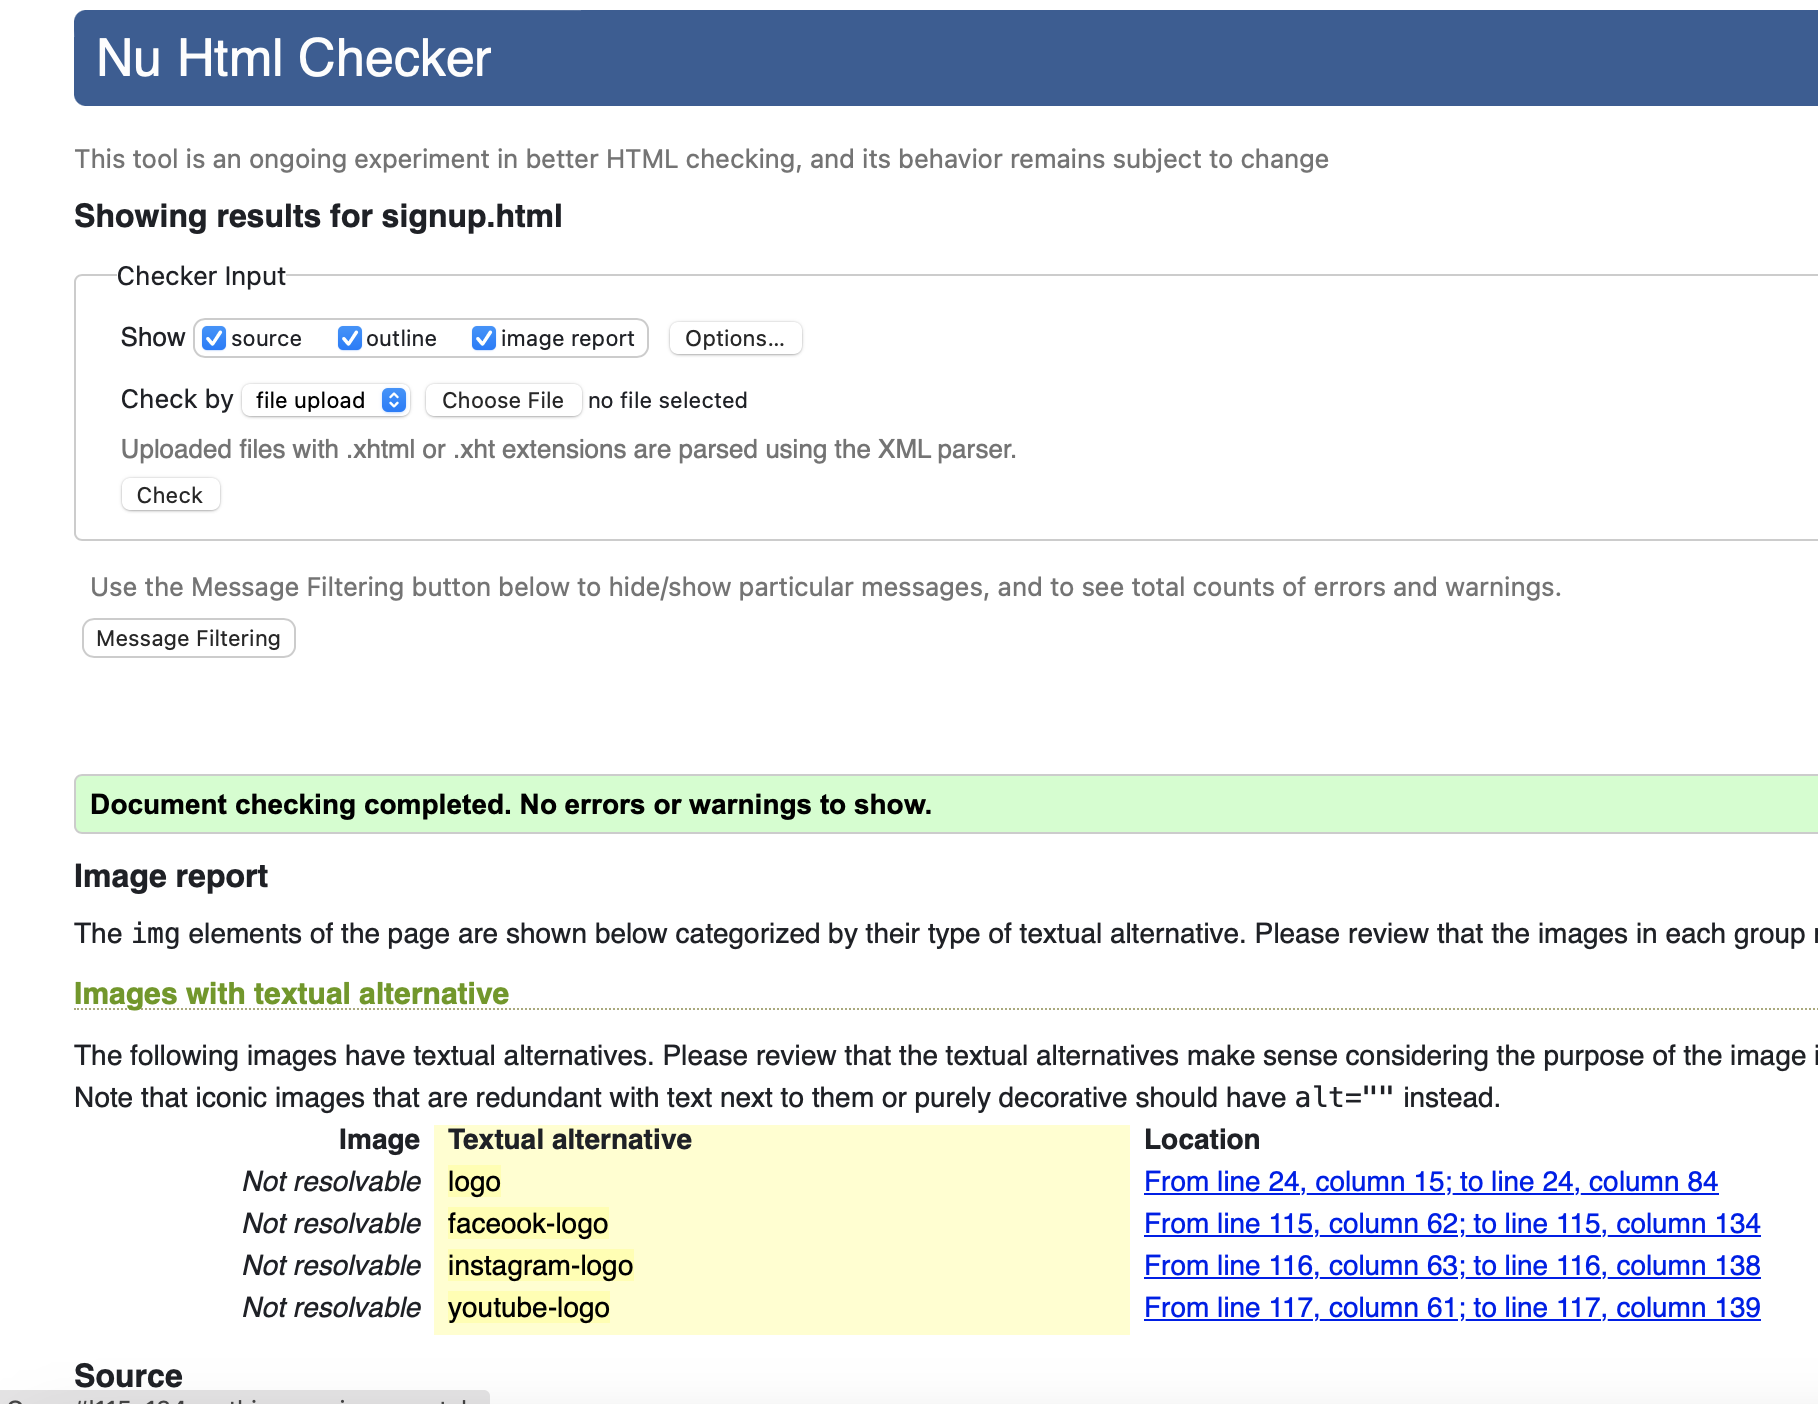 Nu Html Checker
This tool is an ongoing experiment in better HTML checking, and its behavior remains subject to change
Showing results for signup.html
Checker Input
Show source outline image report Options...
Check by file upload Choose File no file selected
Uploaded files with .xhtml or .xht extensions are parsed using the XML parser.
Check
Use the Message Filtering button below to hide/show particular messages, and to see total counts of errors and warnings.
Message Filtering
Document checking completed. No errors or warnings to show.
Image report
The img elements of the page are shown below categorized by their type of textual alternative. Please review that the images in each group
Images with textual alternative
The following images have textual alternatives. Please review that the textual alternatives make sense considering the purpose of the image
Note that iconic images that are redundant with text next to them or purely decorative should have alt="" instead.
Image Textual alternative Location
Not resolvable logo From line 24, column 15; to line 24, column 84
Not resolvable faceook-logo From line 115, column 62; to line 115, column 134
Not resolvable instagram-logo From line 116, column 63; to line 116, column 138
Not resolvable youtube-logo From line 117, column 61; to line 117, column 139
Source